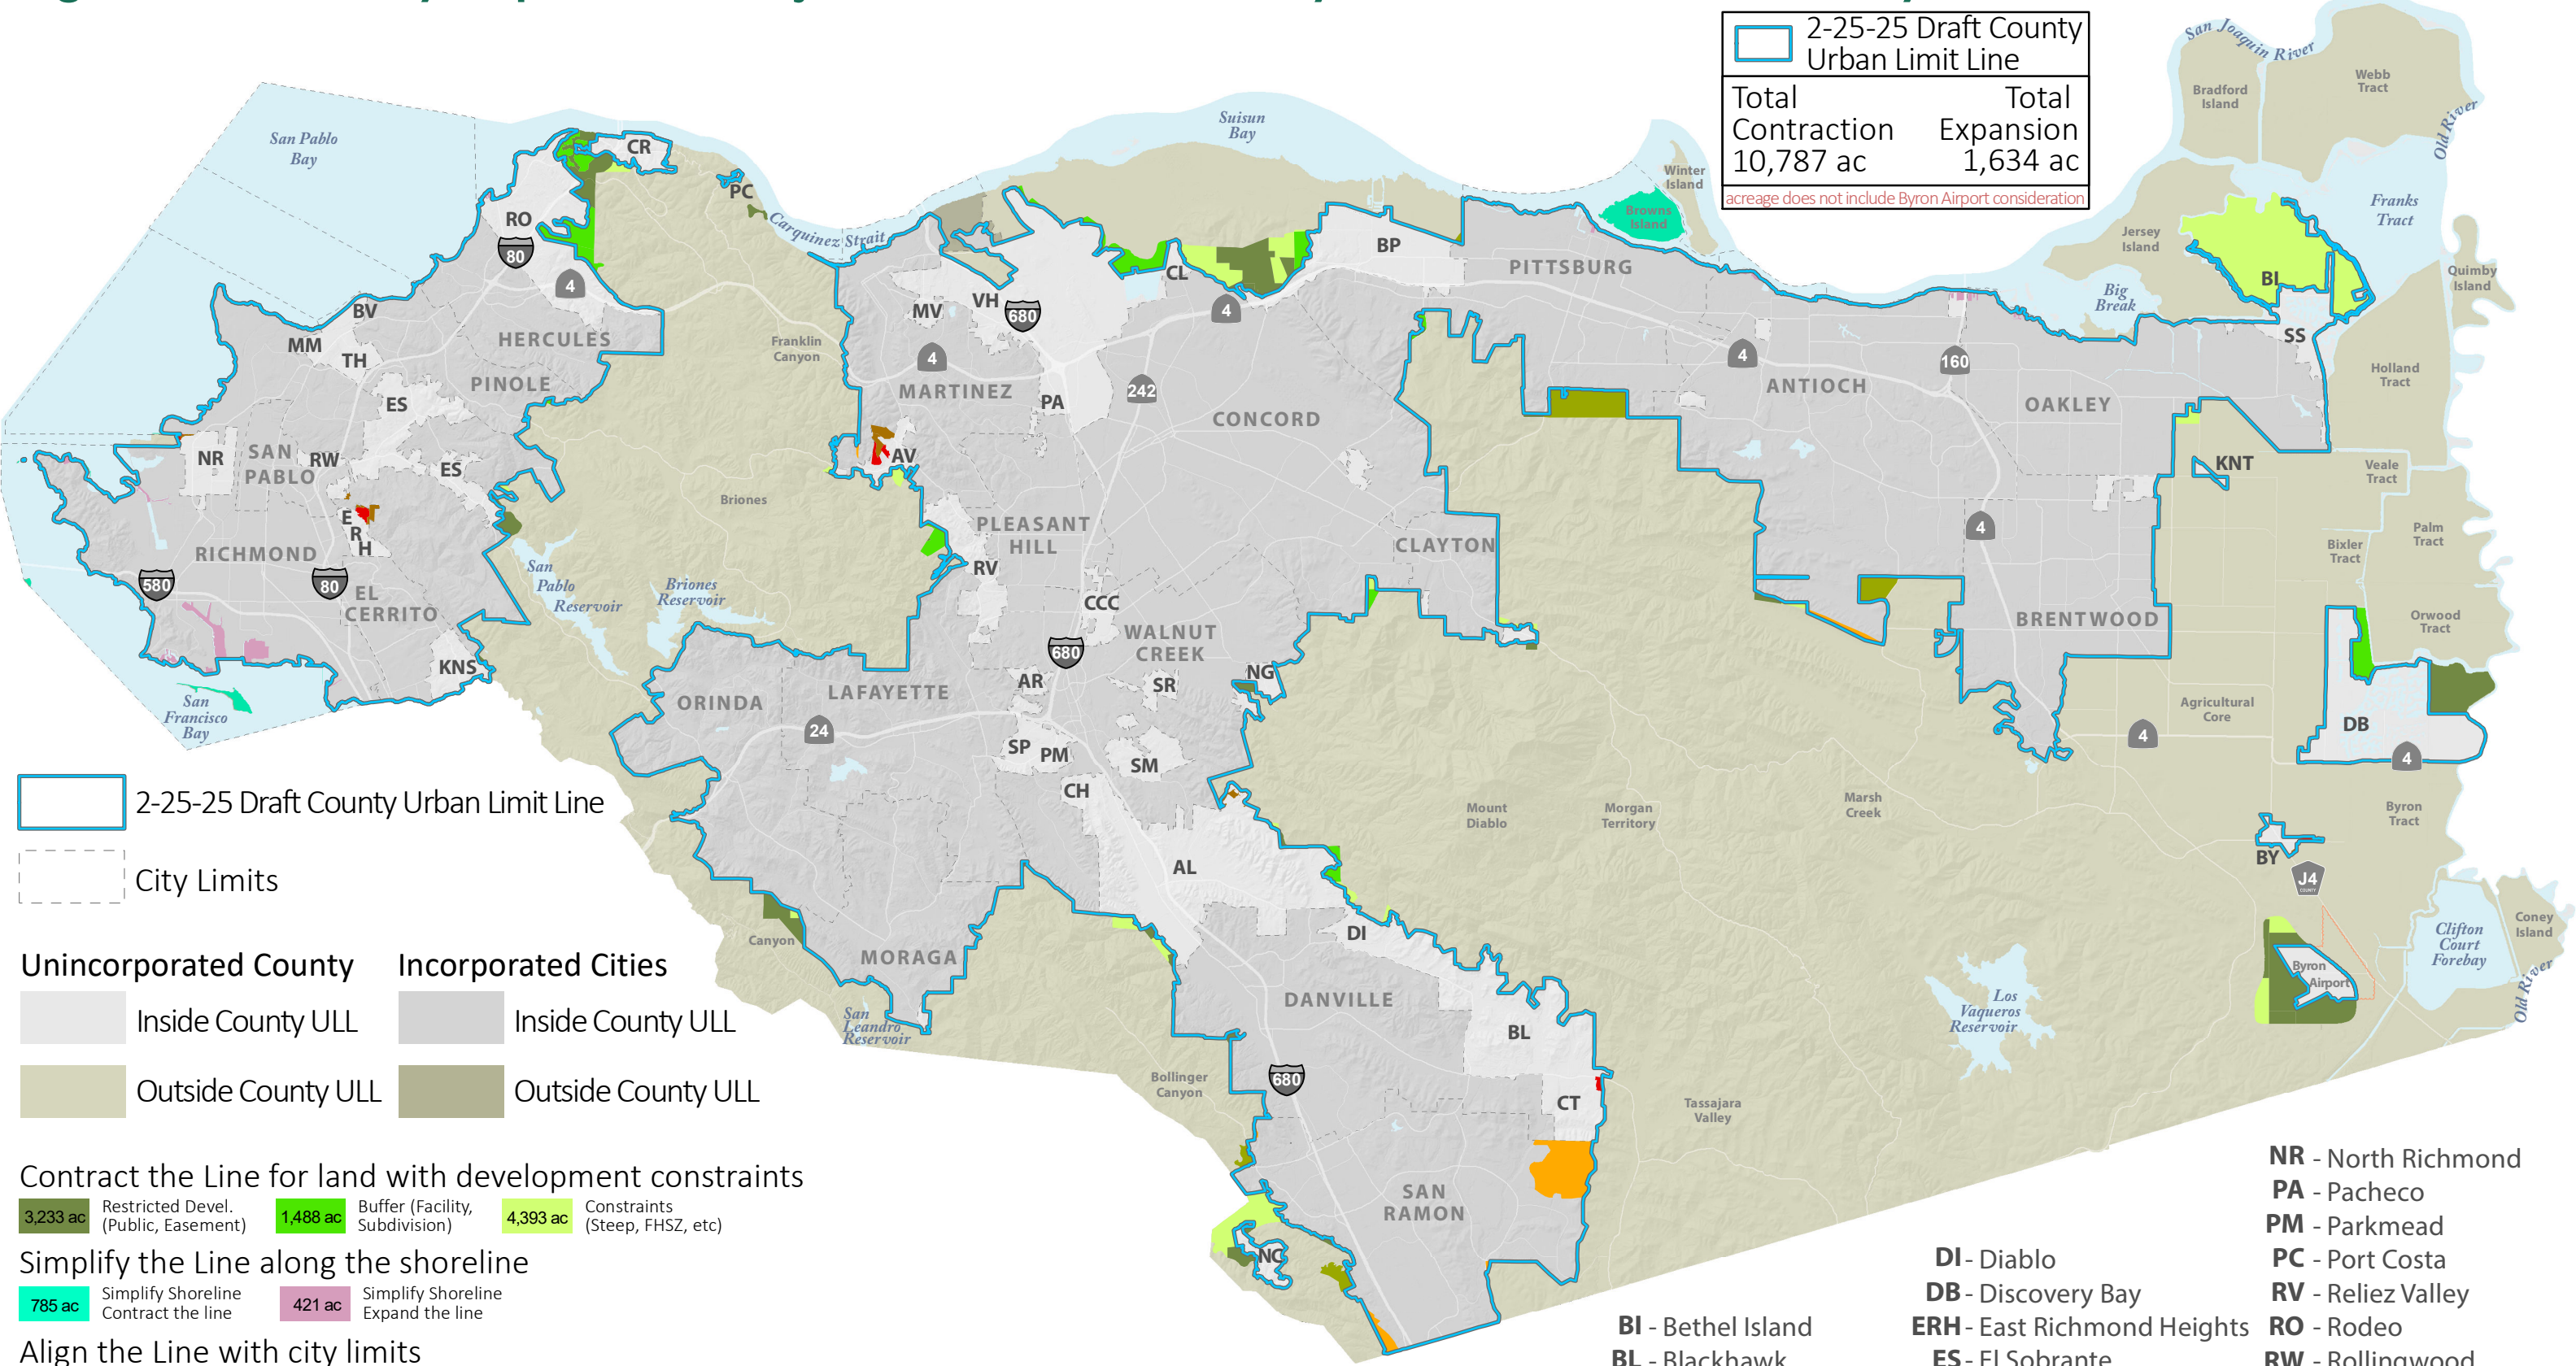 2-25-25 Draft County
Urban Limit Line
Total
Contraction
10,787 ac
Total
Expansion
1,634 ac
acreage does not include Byron Airport consideration
San Joaquin River
Webb
Tract
Bradford
Island
Old River
San Pablo
Bay
Suisun
Bay
CR
PC
Winter
Island
Browns
Island
Franks
Tract
RO
80
Carquinez Strait
BP
CL
PITTSBURG
Jersey
Island
BI
Quimby
Island
4
BV
VH
MV
680
4
Big
Break
SS
MM
TH
HERCULES
Franklin
Canyon
4
4
160
Holland
Tract
PINOLE
MARTINEZ
242
ANTIOCH
ES
PA
CONCORD
OAKLEY
NR
SAN
PABLO
RW
ES
AV
KNT
Veale
Tract
Briones
E
R
H
PLEASANT
HILL
CLAYTON
4
Palm
Tract
Bixler
Tract
RICHMOND
580
80
EL
CERRITO
San
Pablo
Reservoir
Briones
Reservoir
RV
CCC
WALNUT
CREEK
BRENTWOOD
Orwood
Tract
KNS
680
NG
AR
SR
ORINDA
LAFAYETTE
24
San
Francisco
Bay
SP
PM
SM
CH
Agricultural
Core
4
DB
4
2-25-25 Draft County Urban Limit Line
Mount
Diablo
Morgan
Territory
Marsh
Creek
Byron
Tract
City Limits
AL
BY
J4
COUNTY
Canyon
MORAGA
DI
Clifton
Court
Forebay
Coney
Island
Old River
Byron
Airport
Unincorporated County
Incorporated Cities
Inside County ULL
Inside County ULL
Outside County ULL
Outside County ULL
San
Leandro
Reservoir
DANVILLE
BL
Los
Vaqueros
Reservoir
Bollinger
Canyon
680
CT
Tassajara
Valley
SAN
RAMON
NC
Contract the Line for land with development constraints
3,233 ac
Restricted Devel.
(Public, Easement)
1,488 ac
Buffer (Facility,
Subdivision)
4,393 ac
Constraints
(Steep, FHSZ, etc)
Simplify the Line along the shoreline
785 ac
Simplify Shoreline
Contract the line
421 ac
Simplify Shoreline
Expand the line
Align the Line with city limits
BI - Bethel Island
BL - Blackhawk
DI - Diablo
DB - Discovery Bay
ERH - East Richmond Heights
ES - El Sobrante
NR - North Richmond
PA - Pacheco
PM - Parkmead
PC - Port Costa
RV - Reliez Valley
RO - Rodeo
RW - Rollingwood